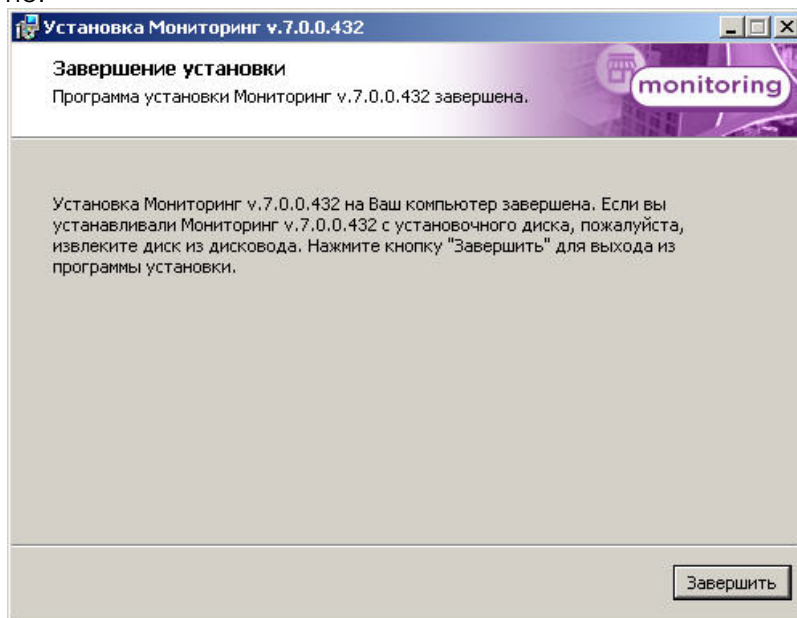 но.
Установка Мониторинг v.7.0.0.432
Завершение установки
Программа установки Мониторинг v.7.0.0.432 завершена.
monitoring
Установка Мониторинг v.7.0.0.432 на Ваш компьютер завершена. Если вы
устанавливали Мониторинг v.7.0.0.432 с установочного диска, пожалуйста,
извлеките диск из дисковода. Нажмите кнопку "Завершить" для выхода из
программы установки.
Завершить